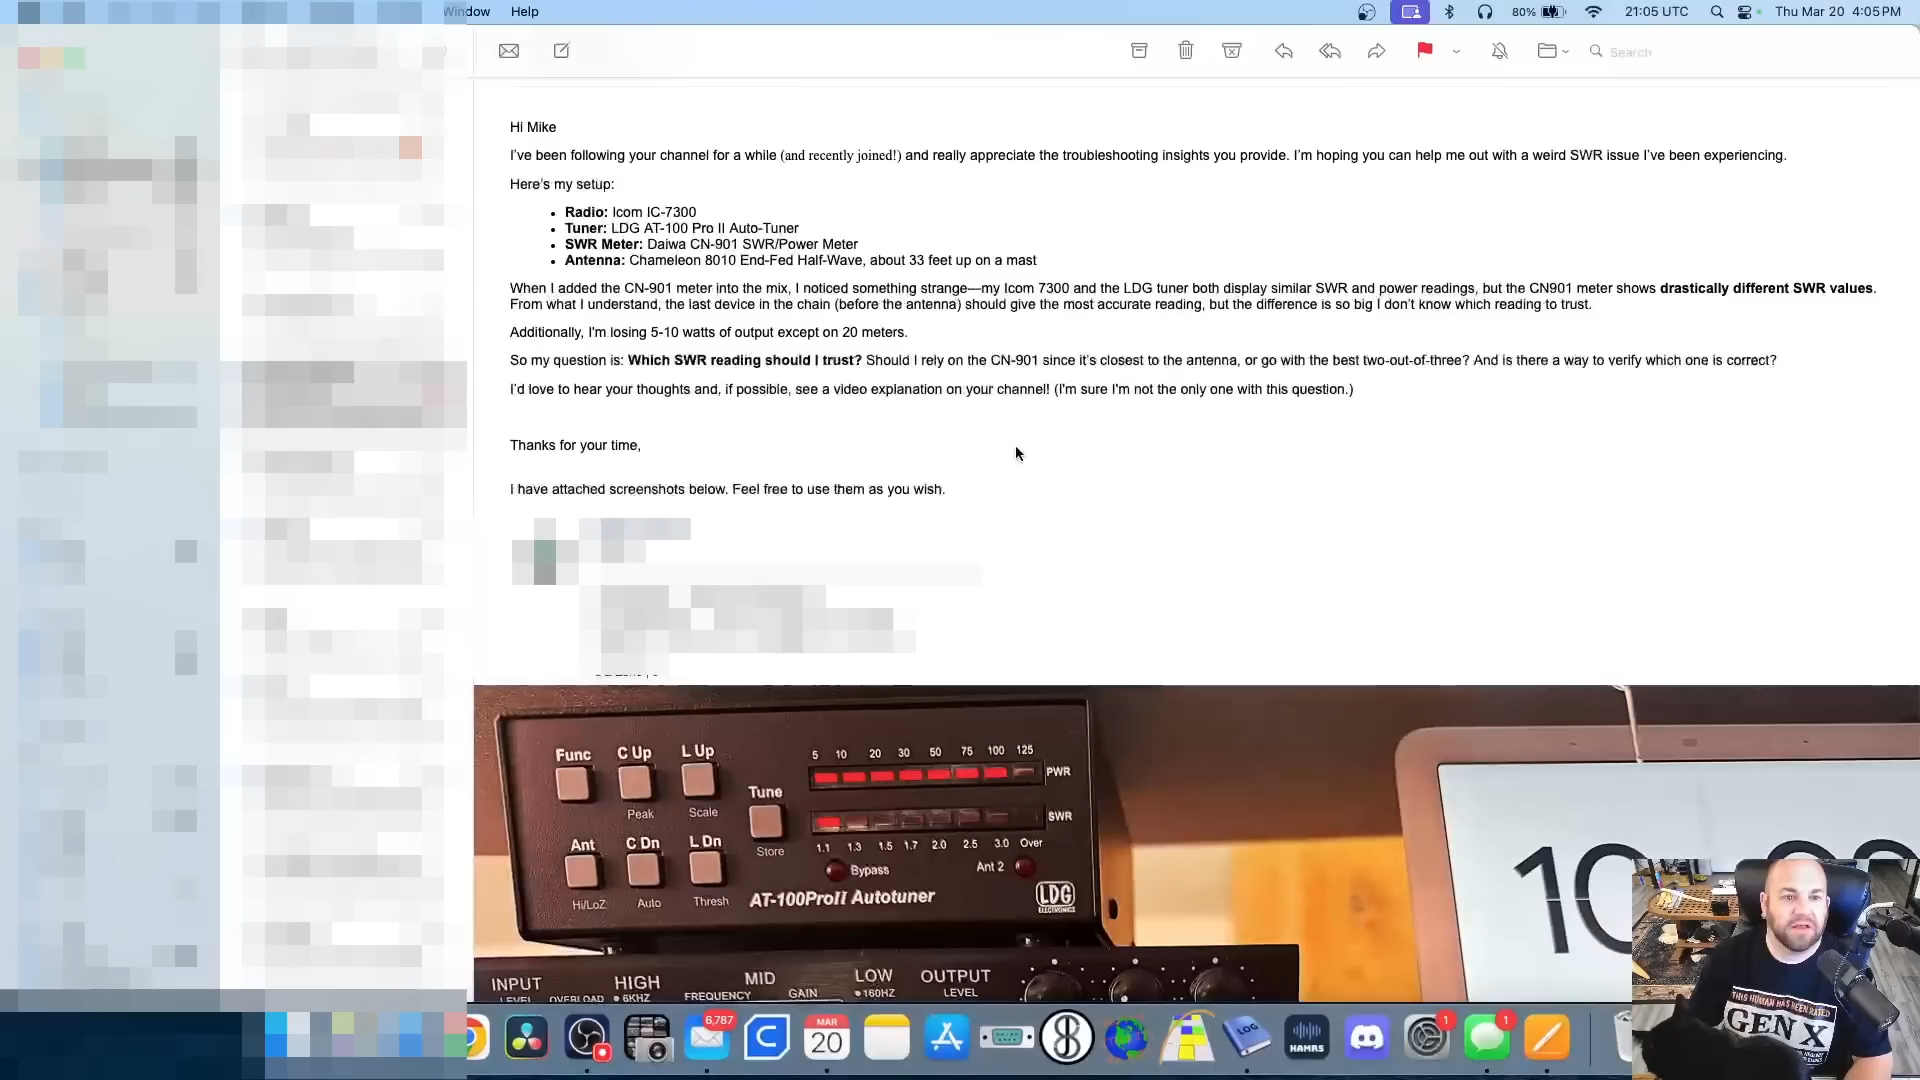 Window Help
80% 21:05 UTC Thu Mar 20 4:05 PM
Search
Hi Mike
I've been following your channel for a while (and recently joined!) and really appreciate the troubleshooting insights you provide. I'm hoping you can help me out with a weird SWR issue I've been experiencing.
Here's my setup:
• Radio: Icom IC-7300
• Tuner: LDG AT-100 Pro II Auto-Tuner
• SWR Meter: Daiwa CN-901 SWR/Power Meter
• Antenna: Chameleon 8010 End-Fed Half-Wave, about 33 feet up on a mast
When I added the CN-901 meter into the mix, I noticed something strange—my Icom 7300 and the LDG tuner both display similar SWR and power readings, but the CN901 meter shows drastically different SWR values.
From what I understand, the last device in the chain (before the antenna) should give the most accurate reading, but the difference is so big I don't know which reading to trust.
Additionally, I'm losing 5-10 watts of output except on 20 meters.
So my question is: Which SWR reading should I trust? Should I rely on the CN-901 since it's closest to the antenna, or go with the best two-out-of-three? And is there a way to verify which one is correct?
I'd love to hear your thoughts and, if possible, see a video explanation on your channel! (I'm sure I'm not the only one with this question.)
Thanks for your time,
I have attached screenshots below. Feel free to use them as you wish.
Func C Up L Up
Peak Scale
Tune
Store
Ant C Dn L Dn
Hi/LoZ Auto Thresh
5 10 20 30 50 75 100 125
PWR
SWR
1.1 1.3 1.5 1.7 2.0 2.5 3.0 Over
Bypass Ant 2
AT-100ProII Autotuner
LDG
ELECTRONICS
INPUT HIGH MID LOW OUTPUT
LEVEL OVERLOAD • 6KHZ FREQUENCY GAIN •160HZ LEVEL
THIS HUMAN HAS BEEN RATED
GEN X
6,787
MAR
20
LOG
HAMRS
1
1